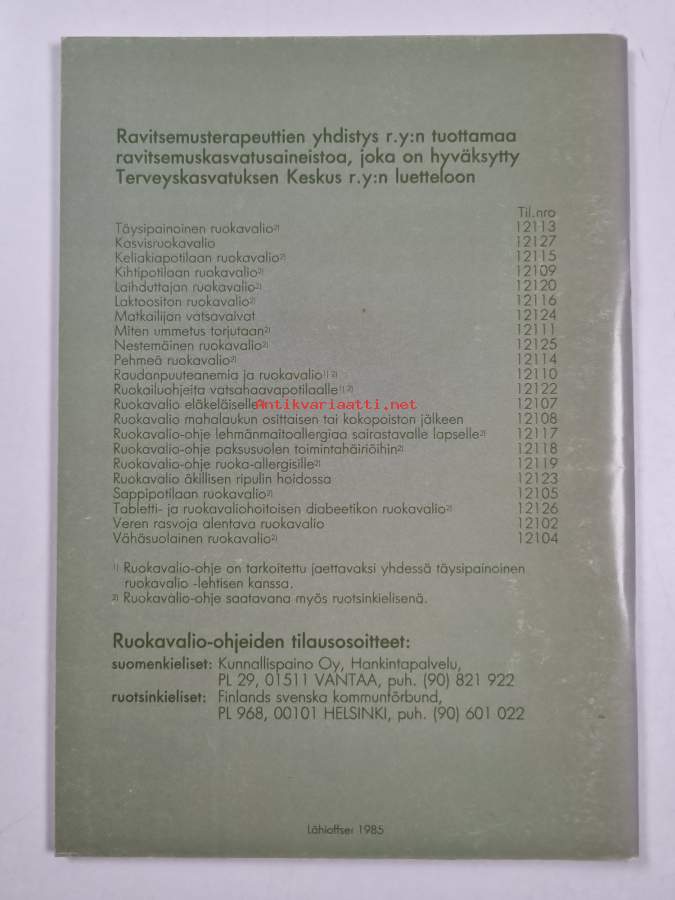 Ravitsemusterapeuttien yhdistys r.y:n tuottamaa
ravitsemuskasvatusaineistoa, joka on hyväksytty
Terveyskasvatuksen Keskus r.y:n luetteloon
Til.nro
Täysipainoinen ruokavalio²⁾ 12113
Kasvisruokavalio 12127
Keliakiapotilaan ruokavalio²⁾ 12115
Kihtipotilaan ruokavalio²⁾ 12109
Laihduttajan ruokavalio²⁾ 12120
Laktoositon ruokavalio²⁾ 12116
Matkailijan vatsavaivat 12124
Miten ummetus torjutaan²⁾ 12111
Nestemäinen ruokavalio²⁾ 12125
Pehmeä ruokavalio²⁾ 12114
Raudanpuuteanemia ja ruokavalio¹⁾ ²⁾ 12110
Ruokailuohjeita vatsahaavapotilaalle¹⁾ ²⁾ 12122
Ruokavalio eläkeläiselle 12107
Antikvariaatti.net
Ruokavalio mahalaukun osittaisen tai kokopoiston jälkeen 12108
Ruokavalio-ohje lehmänmaitoallergiaa sairastavalle lapselle²⁾ 12117
Ruokavalio-ohje paksusuolen toimintahäiriöihin²⁾ 12118
Ruokavalio-ohje ruoka-allergisille²⁾ 12119
Ruokavalio äkillisen ripulin hoidossa 12123
Sappipotilaan ruokavalio²⁾ 12105
Tabletti- ja ruokavaliohoitoisen diabeetikon ruokavalio²⁾ 12126
Veren rasvoja alentava ruokavalio 12102
Vähäsuolainen ruokavalio²⁾ 12104
¹⁾ Ruokavalio-ohje on tarkoitettu jaettavaksi yhdessä täysipainoinen
ruokavalio -lehtisen kanssa.
²⁾ Ruokavalio-ohje saatavana myös ruotsinkielisenä.
Ruokavalio-ohjeiden tilausosoitteet:
suomenkieliset: Kunnallispaino Oy, Hankintapalvelu,
PL 29, 01511 VANTAA, puh. (90) 821 922
ruotsinkieliset: Finlands svenska kommunförbund,
PL 968, 00101 HELSINKI, puh. (90) 601 022
Lähioffset 1985